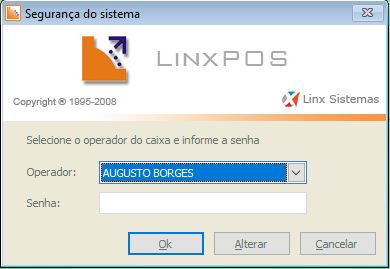 Segurança do sistema
LINXPOS
Copyright ® 1995-2008
Linx Sistemas
Selecione o operador do caixa e informe a senha
Operador:
AUGUSTO BORGES
Senha:
Ok
Alterar
Cancelar